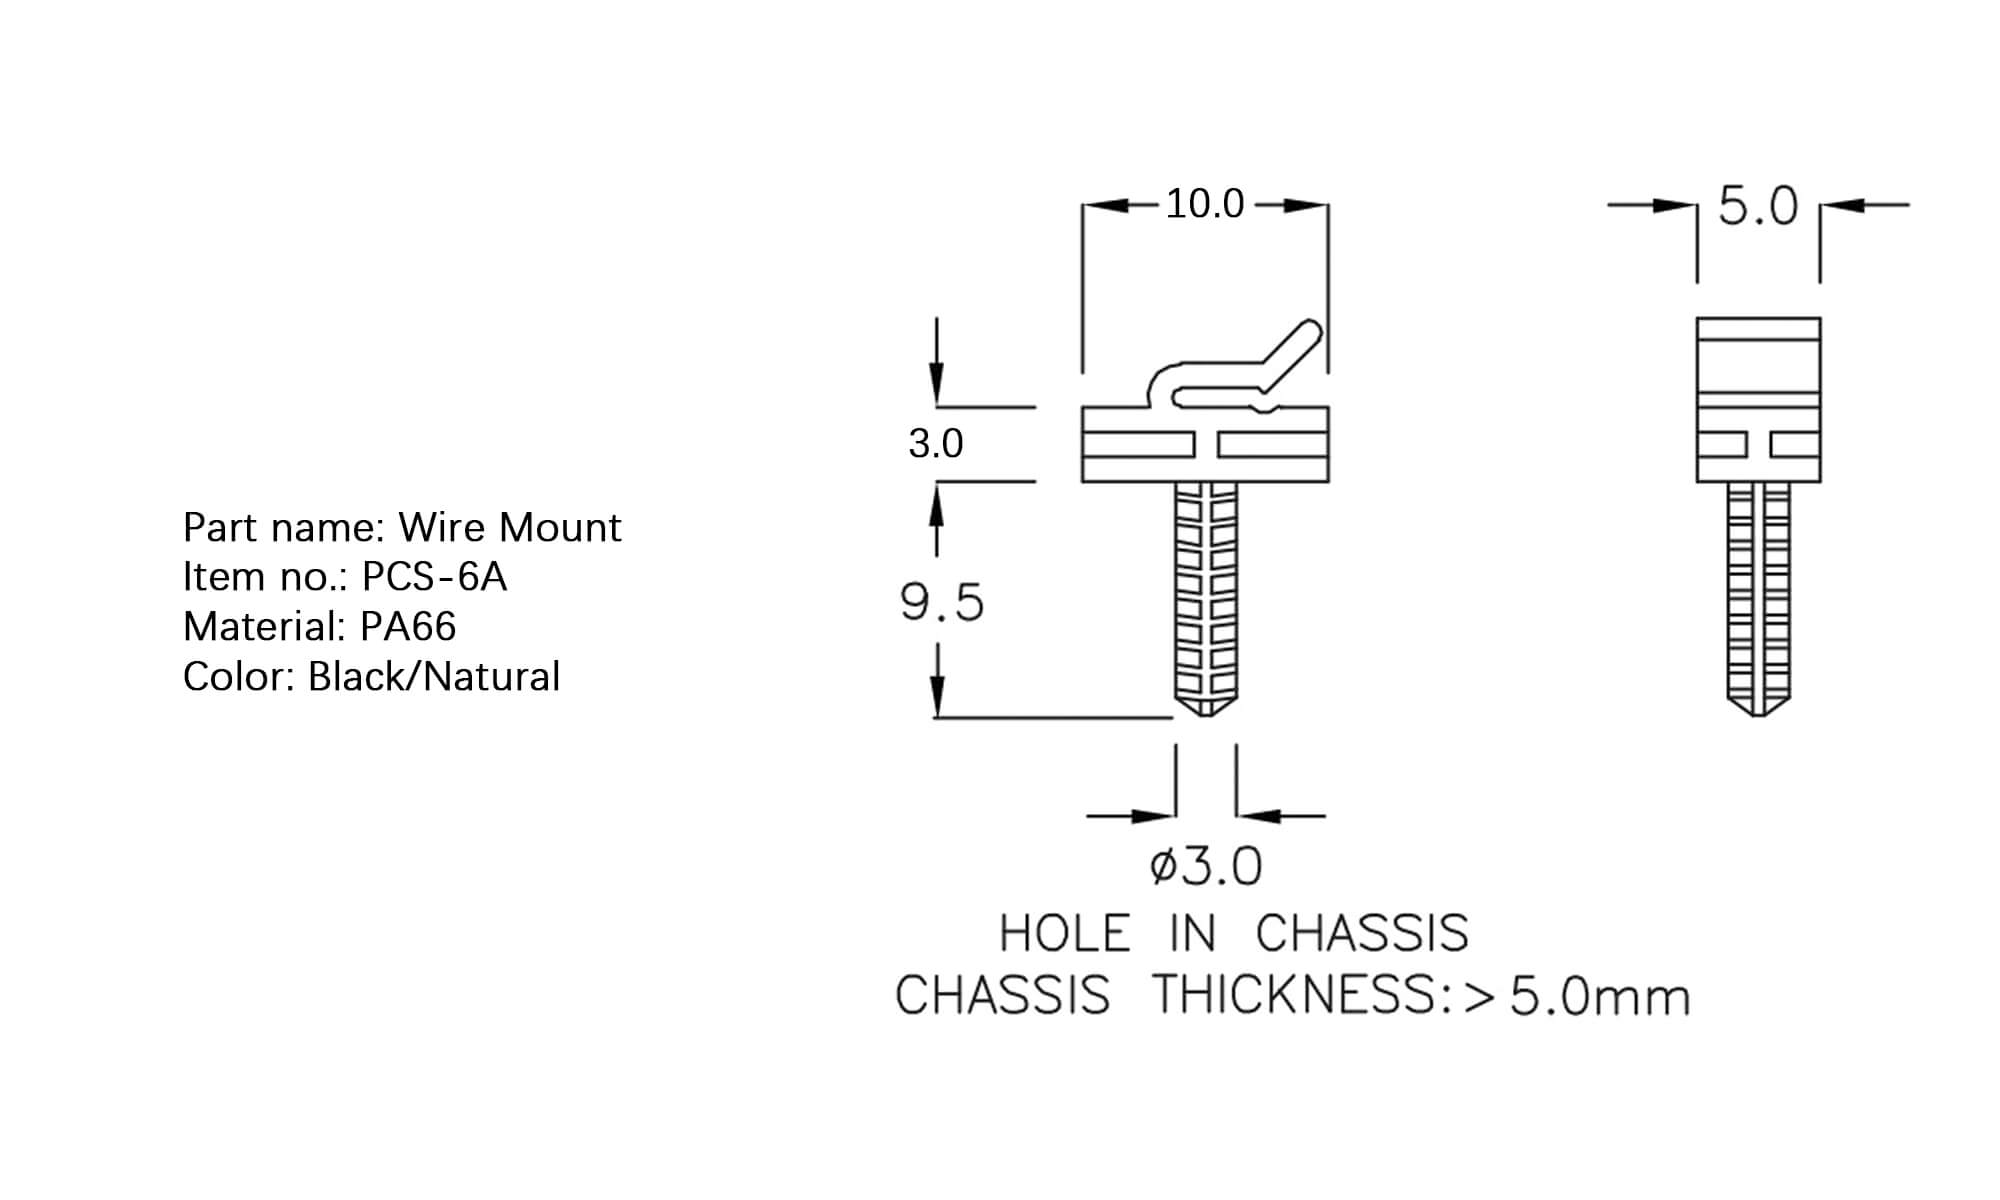 Part name: Wire Mount
Item no.: PCS-6A
Material: PA66
Color: Black/Natural
10.0
5.0
3.0
9.5
ø3.0
HOLE IN CHASSIS
CHASSIS THICKNESS:> 5.0mm